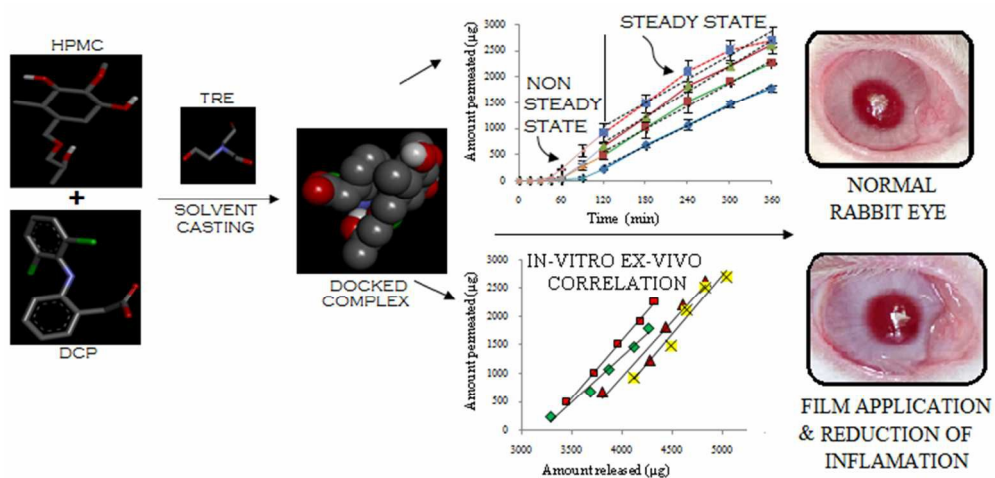 HPMC
+
DCP
TRE
SOLVENT
CASTING
DOCKED
COMPLEX
Amount permeated (µg)
3000
2500
2000
1500
1000
500
0
NON
STEADY
STATE
STEADY STATE
0 60 120 180 240 300 360
Time (min)
IN-VITRO EX-VIVO
CORRELATION
Amount permeated (µg)
2500
2000
1500
1000
500
0
3000 3500 4000 4500 5000
Amount released (µg)
NORMAL
RABBIT EYE
FILM APPLICATION
& REDUCTION OF
INFLAMATION